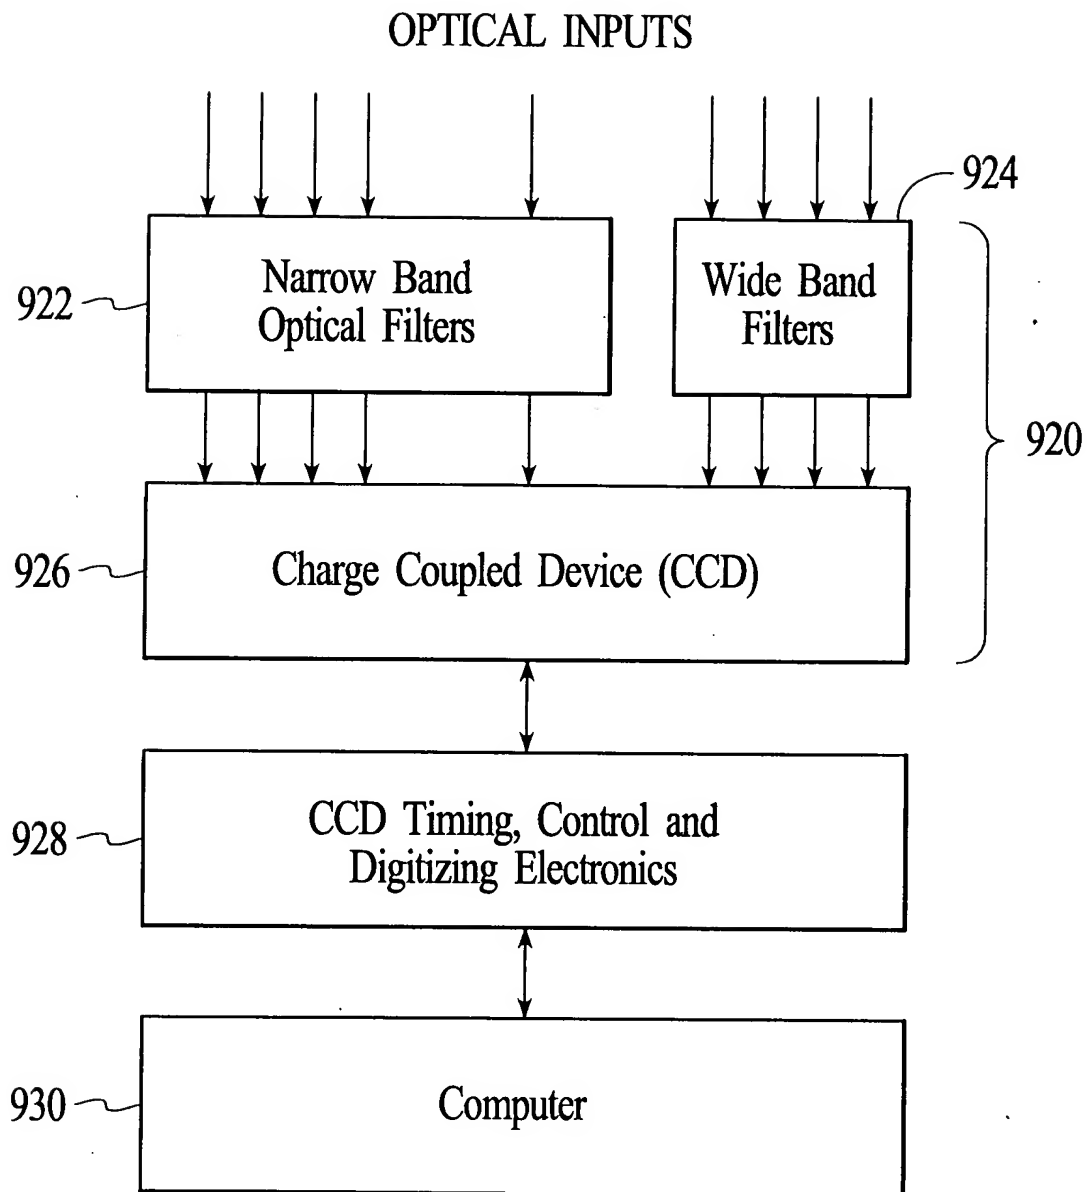 OPTICAL INPUTS
924
922
Narrow Band
Optical Filters
Wide Band
Filters
920
926
Charge Coupled Device (CCD)
928
CCD Timing, Control and
Digitizing Electronics
930
Computer